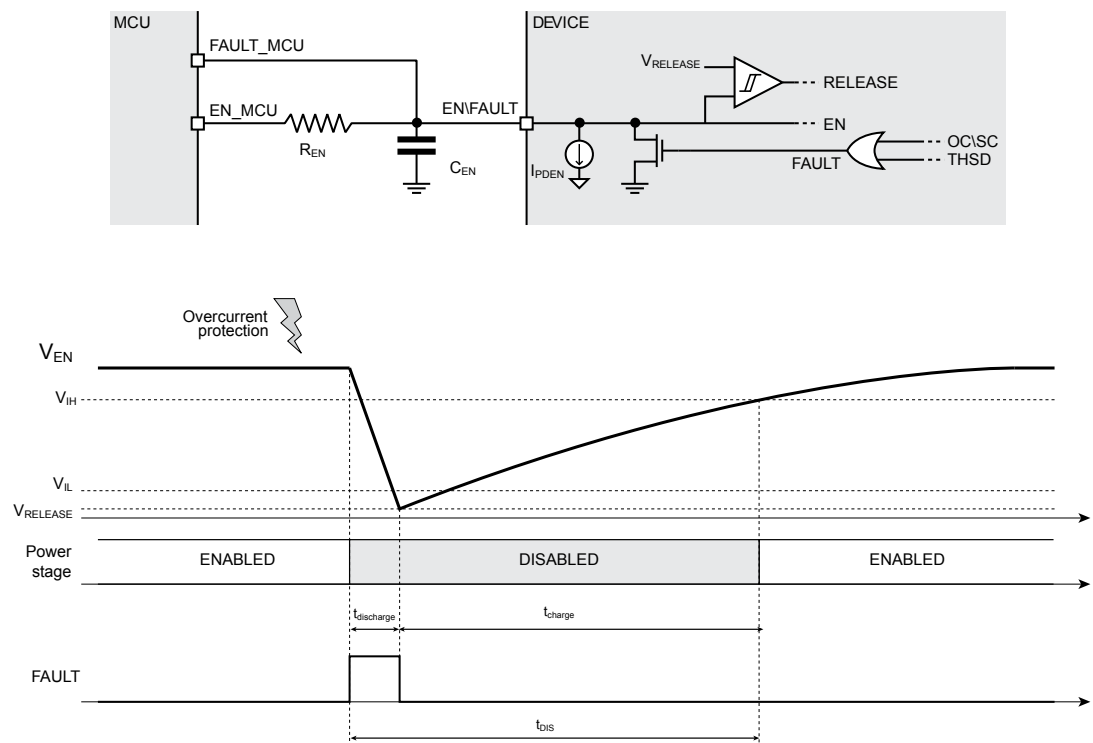 MCU
DEVICE
FAULT_MCU
VRELEASE
RELEASE
EN_MCU
EN\FAULT
EN
REN
CEN
IPDEN
FAULT
OC\SC
THSD
Overcurrent
protection
VEN
VIH
VIL
VRELEASE
Power
stage
ENABLED
DISABLED
ENABLED
tdischarge
tcharge
FAULT
tDIS